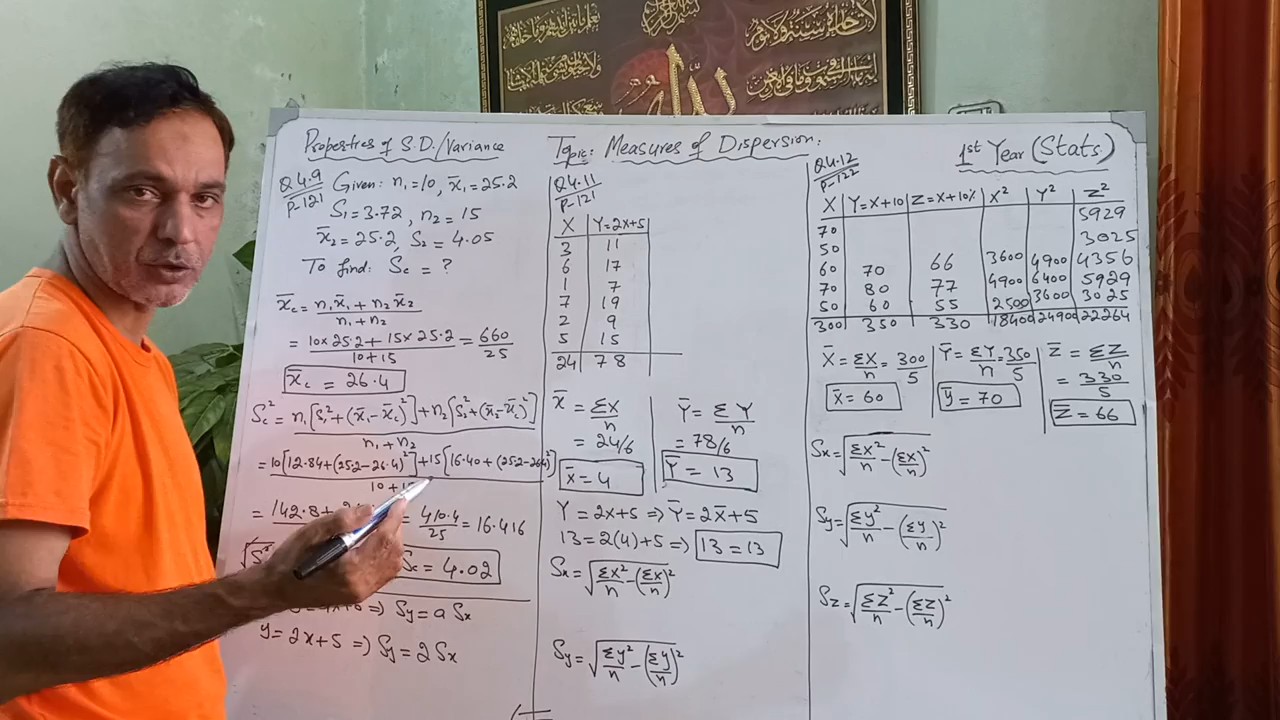 Properties of S.D./Variance
Topic: Measures of Dispersion.
1st Year (Stats.)
Q4.9
P-121
Given: n₁=10, x̄₁=25.2
S₁=3.72, n₂=15
x̄₂=25.2, S₂=4.05
To find: Sc = ?
x̄c = n₁x̄₁ + n₂x̄₂ / n₁+n₂
= 10×25.2 + 15×25.2 / 10+15 = 660/25
x̄c = 26.4
Sc² = n₁[S₁²+(x̄₁-x̄c)²]+n₂[S₂²+(x̄₂-x̄c)²] / n₁+n₂
= 10[12.84+(25.2-26.4)²]+15[16.40+(25.2-26.4)²] / 10+
= 142.8+ = 410.4/25 = 16.416
Sc = 4.02
⇒ Sy = a Sx
y=2x+5 ⇒ Sy = 2Sx
Q4.11
P-121
X Y=2x+5
3 11
6 17
1 7
7 19
2 9
5 15
24 78
x̄ = ΣX/n Ȳ = ΣY/n
= 24/6 = 78/6
x̄ = 4 Ȳ = 13
Y = 2x+5 ⇒ Ȳ = 2x̄+5
13 = 2(4)+5 ⇒ 13 = 13
Sx = √ΣX²/n - (ΣX/n)²
Sy = √Σy²/n - (Σy/n)²
Q4.12
P-122
X Y=X+10 Z=X+10% X² Y² Z²
70 5929
50 3025
60 70 66 3600 4900 4356
70 80 77 4900 6400 5929
50 60 55 2500 3600 3025
300 350 330 18400 24900 22264
X̄ = ΣX/n = 300/5 Ȳ = ΣY/n = 350/5 Z̄ = ΣZ/n
= 330/5
x̄ = 60 ȳ = 70 Z̄ = 66
Sx = √Σx²/n - (Σx/n)²
Sy = √Σy²/n - (Σy/n)²
Sz = √ΣZ²/n - (ΣZ/n)²